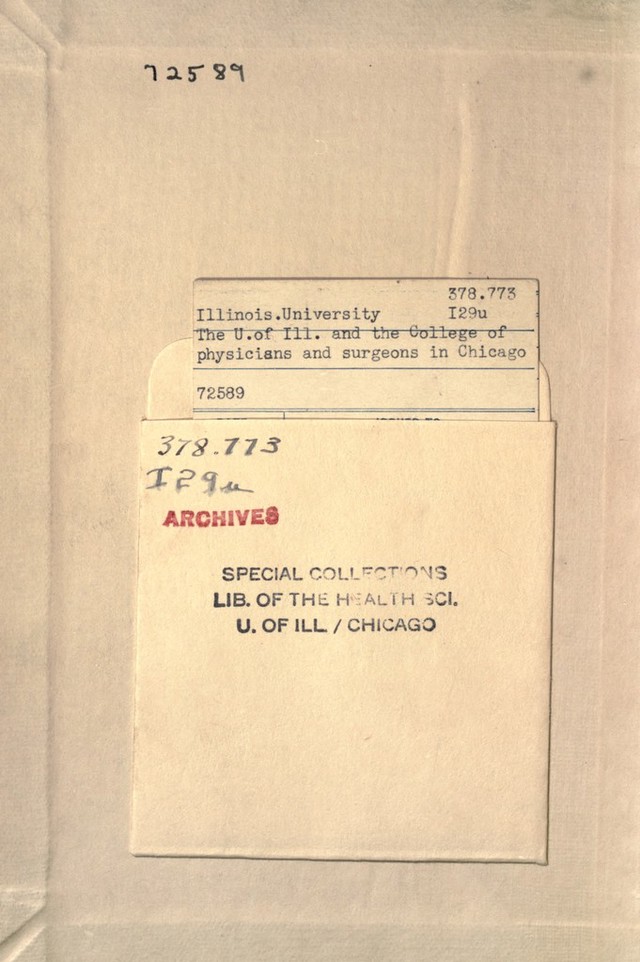 72589
378.773
Illinois.University I29u
The U.of Ill. and the College of
physicians and surgeons in Chicago
72589
378.773
I29u
ARCHIVES
SPECIAL COLLECTIONS
LIB. OF THE HEALTH SCI.
U. OF ILL / CHICAGO